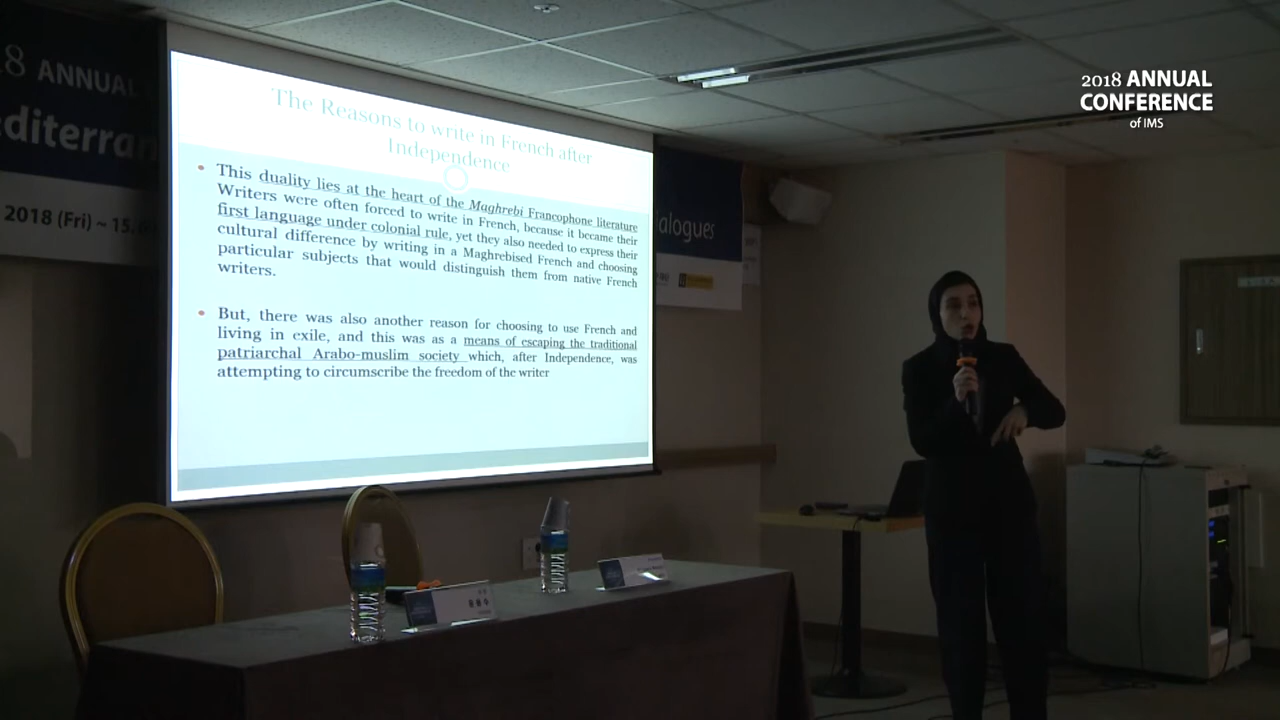 18 ANNUAL
editerran
2018 (Fri) ~ 15.
The Reasons to write in French after
Independence
• This duality lies at the heart of the Maghrebi Francophone literature
Writers were often forced to write in French, because it became their
first language under colonial rule, yet they also needed to express their
cultural difference by writing in a Maghrebised French and choosing
particular subjects that would distinguish them from native French
writers.
• But, there was also another reason for choosing to use French and
living in exile, and this was as a means of escaping the traditional
patriarchal Arabo-muslim society which, after Independence, was
attempting to circumscribe the freedom of the writer
alogues
2018 ANNUAL
CONFERENCE
of IMS